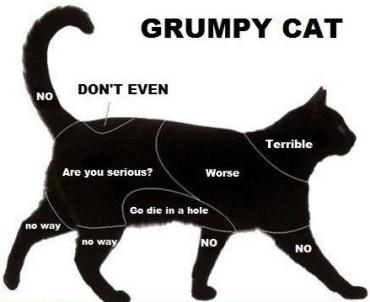 GRUMPY CAT
DON'T EVEN
NO
Terrible
Are you serious?
Worse
Go die in a hole
no way
no way
NO
NO